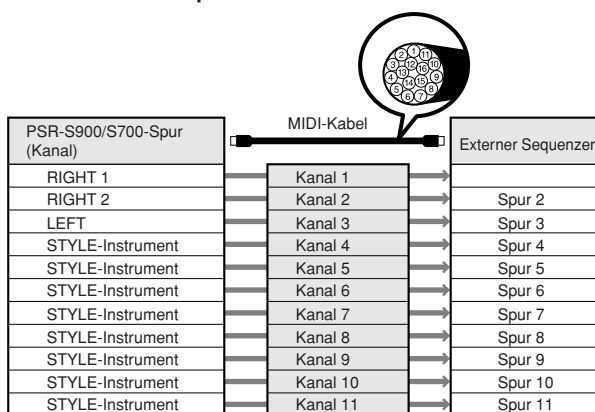 MIDI-Kabel
PSR-S900/S700-Spur
(Kanal)
Externer Sequenzer
RIGHT 1 Kanal 1
RIGHT 2 Kanal 2 Spur 2
LEFT Kanal 3 Spur 3
STYLE-Instrument Kanal 4 Spur 4
STYLE-Instrument Kanal 5 Spur 5
STYLE-Instrument Kanal 6 Spur 6
STYLE-Instrument Kanal 7 Spur 7
STYLE-Instrument Kanal 8 Spur 8
STYLE-Instrument Kanal 9 Spur 9
STYLE-Instrument Kanal 10 Spur 10
STYLE-Instrument Kanal 11 Spur 11